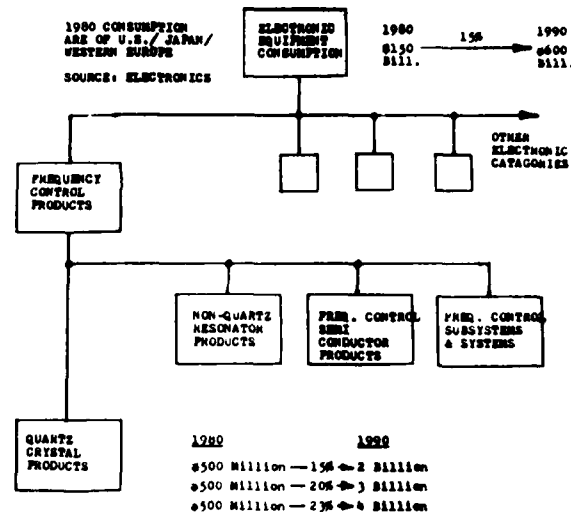 1980 CONSUMPTION
ARE OF U.S./ JAPAN/
WESTERN EUROPE
SOURCE: ELECTRONICS
ELECTRONIC
EQUIPMENT
CONSUMPTION
1980
$150
Bill.
15%
1990
$600
Bill.
OTHER
ELECTRONIC
CATAGORIES
FREQUENCY
CONTROL
PRODUCTS
NON-QUARTZ
RESONATOR
PRODUCTS
FREQ. CONTROL
SEMI
CONDUCTOR
PRODUCTS
FREQ. CONTROL
SUBSYSTEMS
& SYSTEMS
QUARTZ
CRYSTAL
PRODUCTS
1980 1990
$500 Million — 15% → 2 Billion
$500 Million — 20% → 3 Billion
$500 Million — 23% → 4 Billion